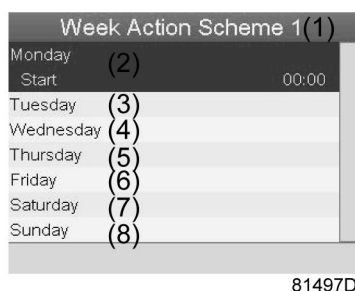 Week Action Scheme 1(1)
Monday (2)
Start 00:00
Tuesday (3)
Wednesday (4)
Thursday (5)
Friday (6)
Saturday (7)
Sunday (8)
81497D